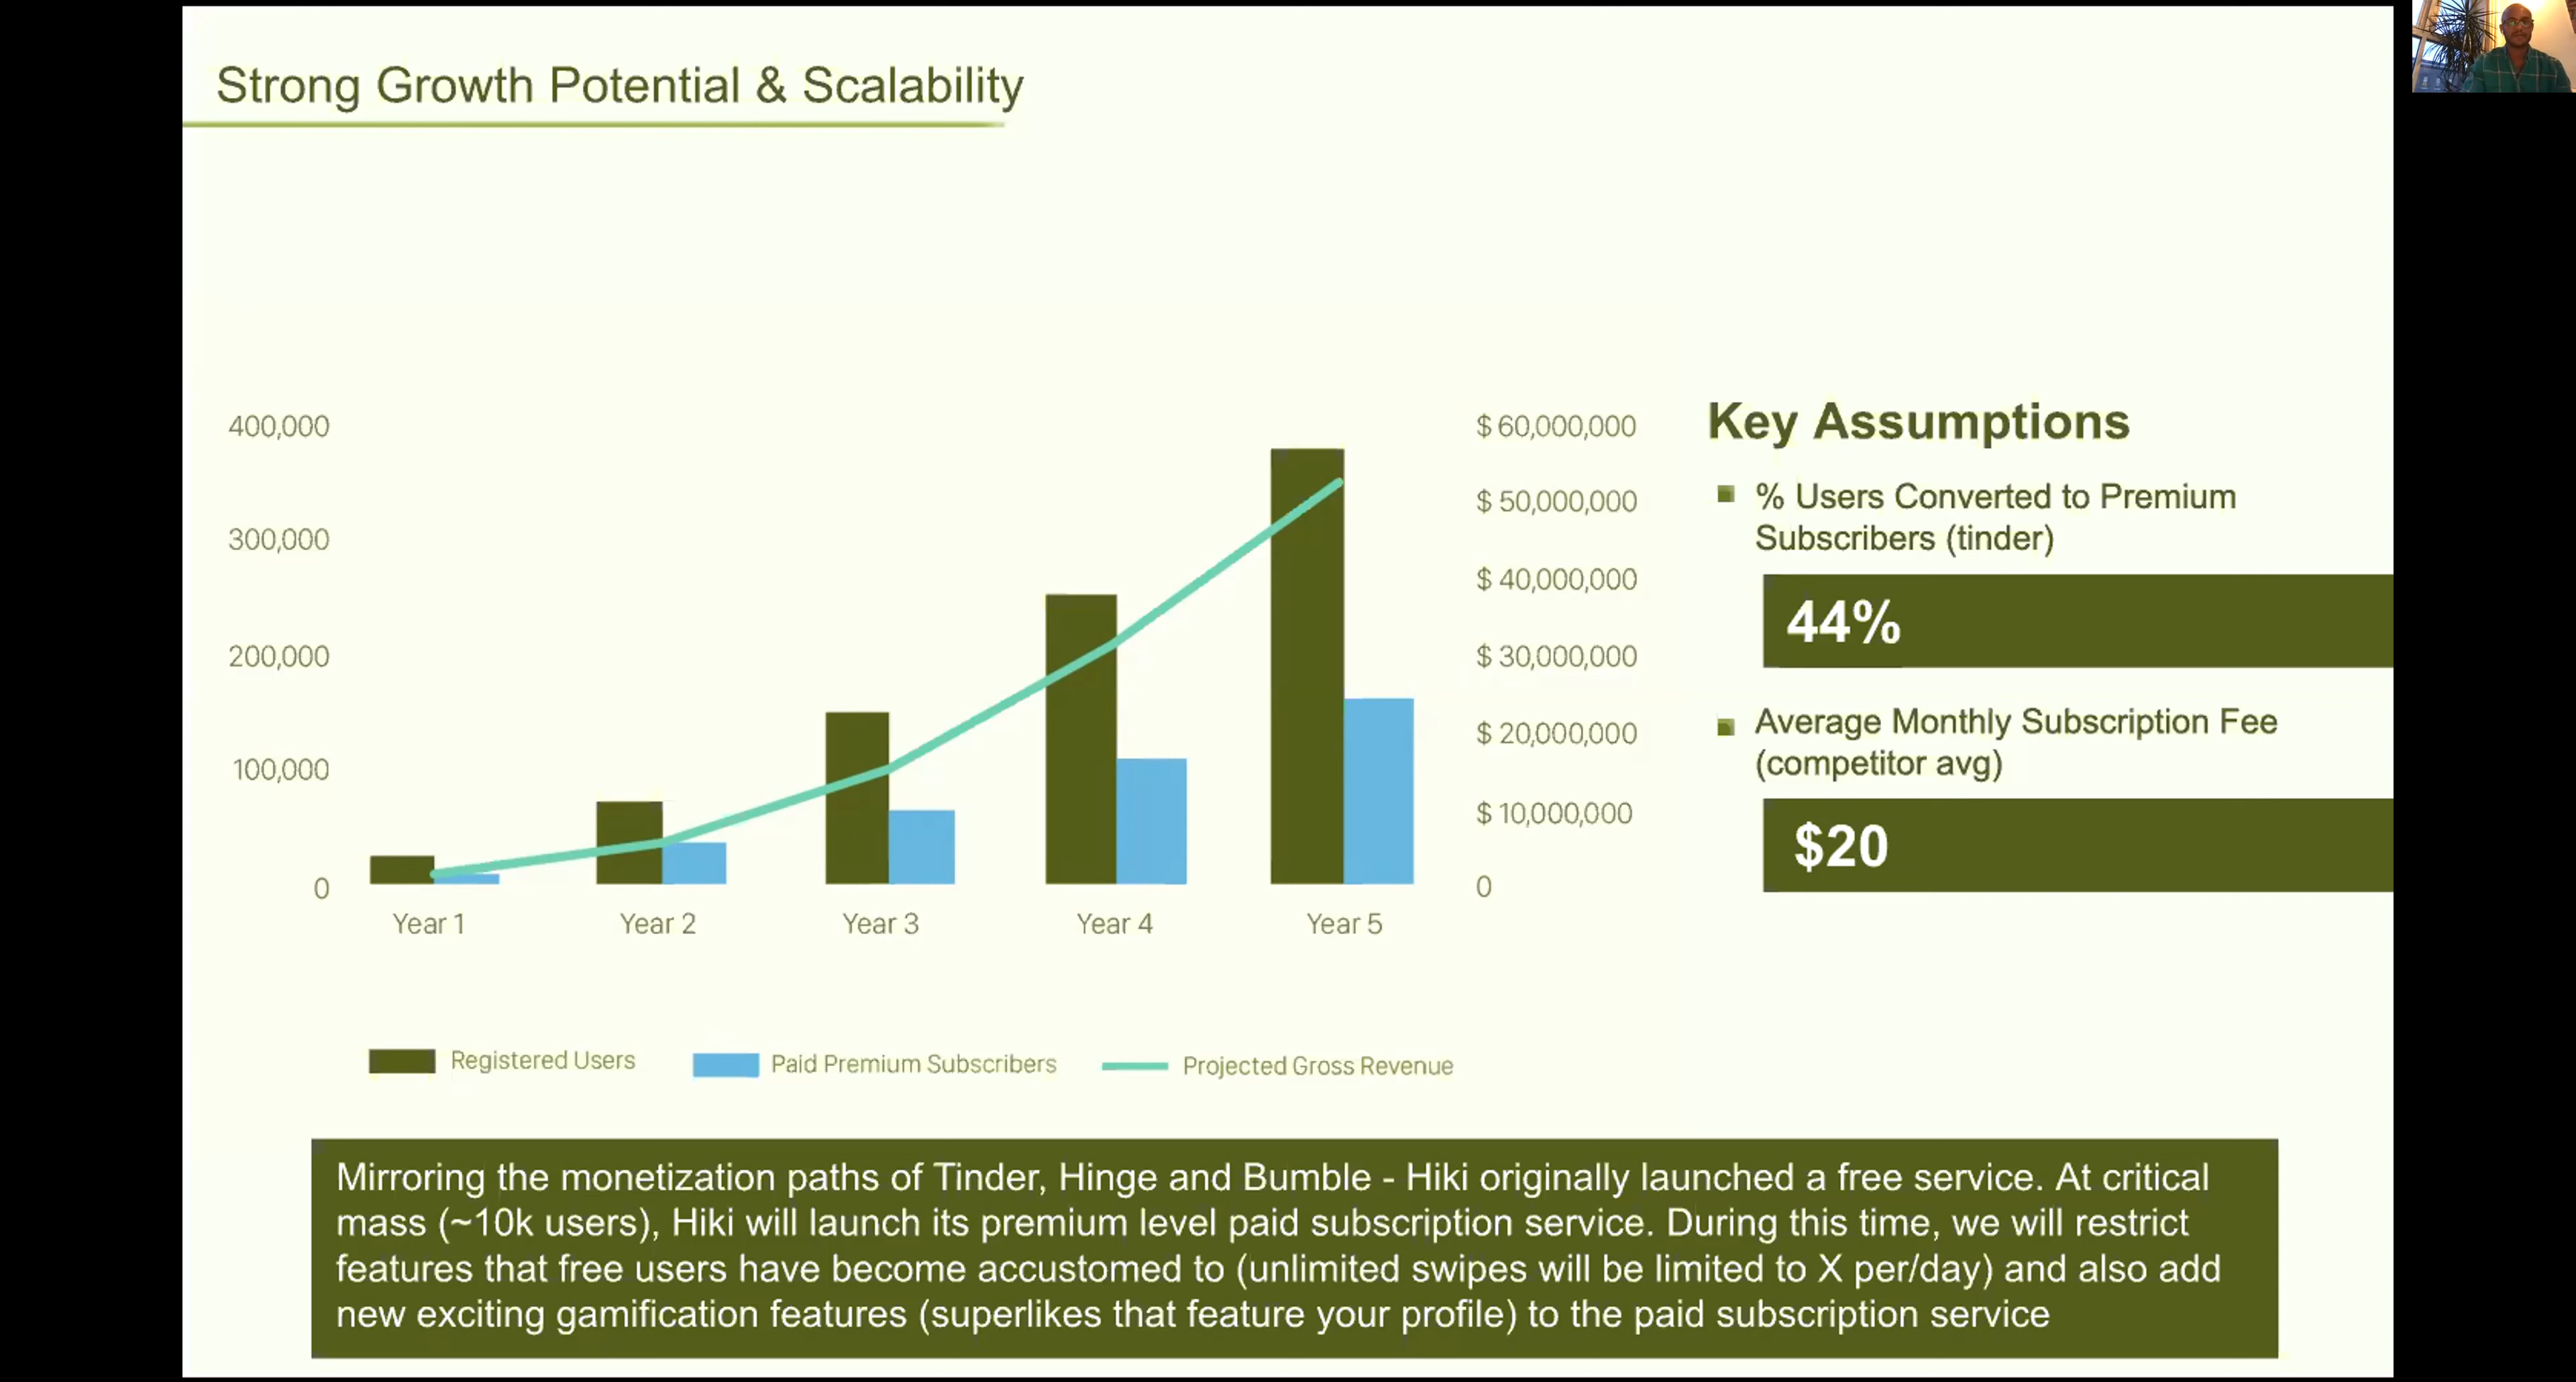 Strong Growth Potential & Scalability
400,000
300,000
200,000
100,000
0
$ 60,000,000
$ 50,000,000
$ 40,000,000
$ 30,000,000
$ 20,000,000
$ 10,000,000
0
Year 1
Year 2
Year 3
Year 4
Year 5
Registered Users
Paid Premium Subscribers
Projected Gross Revenue
Key Assumptions
% Users Converted to Premium
Subscribers (tinder)
44%
Average Monthly Subscription Fee
(competitor avg)
$20
Mirroring the monetization paths of Tinder, Hinge and Bumble - Hiki originally launched a free service. At critical
mass (~10k users), Hiki will launch its premium level paid subscription service. During this time, we will restrict
features that free users have become accustomed to (unlimited swipes will be limited to X per/day) and also add
new exciting gamification features (superlikes that feature your profile) to the paid subscription service